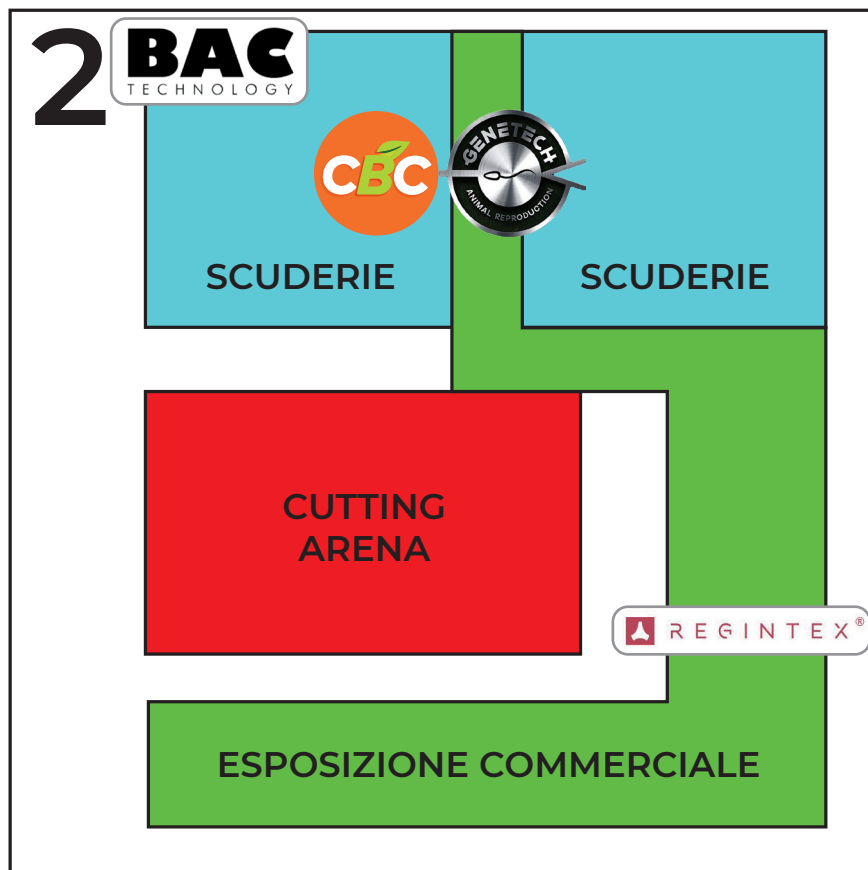 2
BAC
TECHNOLOGY
CBC
GENETECH
ANIMAL REPRODUCTION
SCUDERIE
SCUDERIE
CUTTING
ARENA
REGINTEX®
ESPOSIZIONE COMMERCIALE